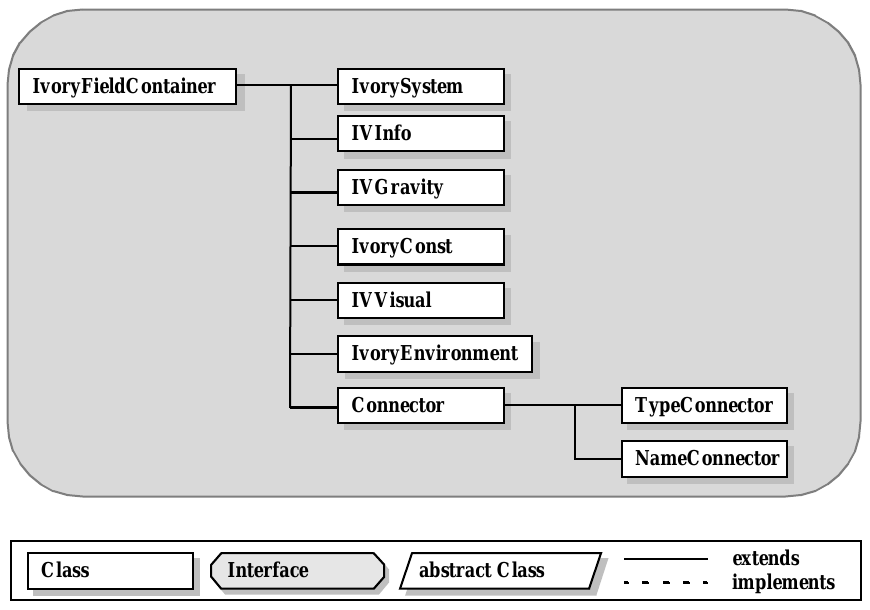 IvoryFieldContainer
IvorySystem
IVInfo
IVGravity
IvoryConst
IVVisual
IvoryEnvironment
Connector
TypeConnector
NameConnector
Class
Interface
abstract Class
extends
implements